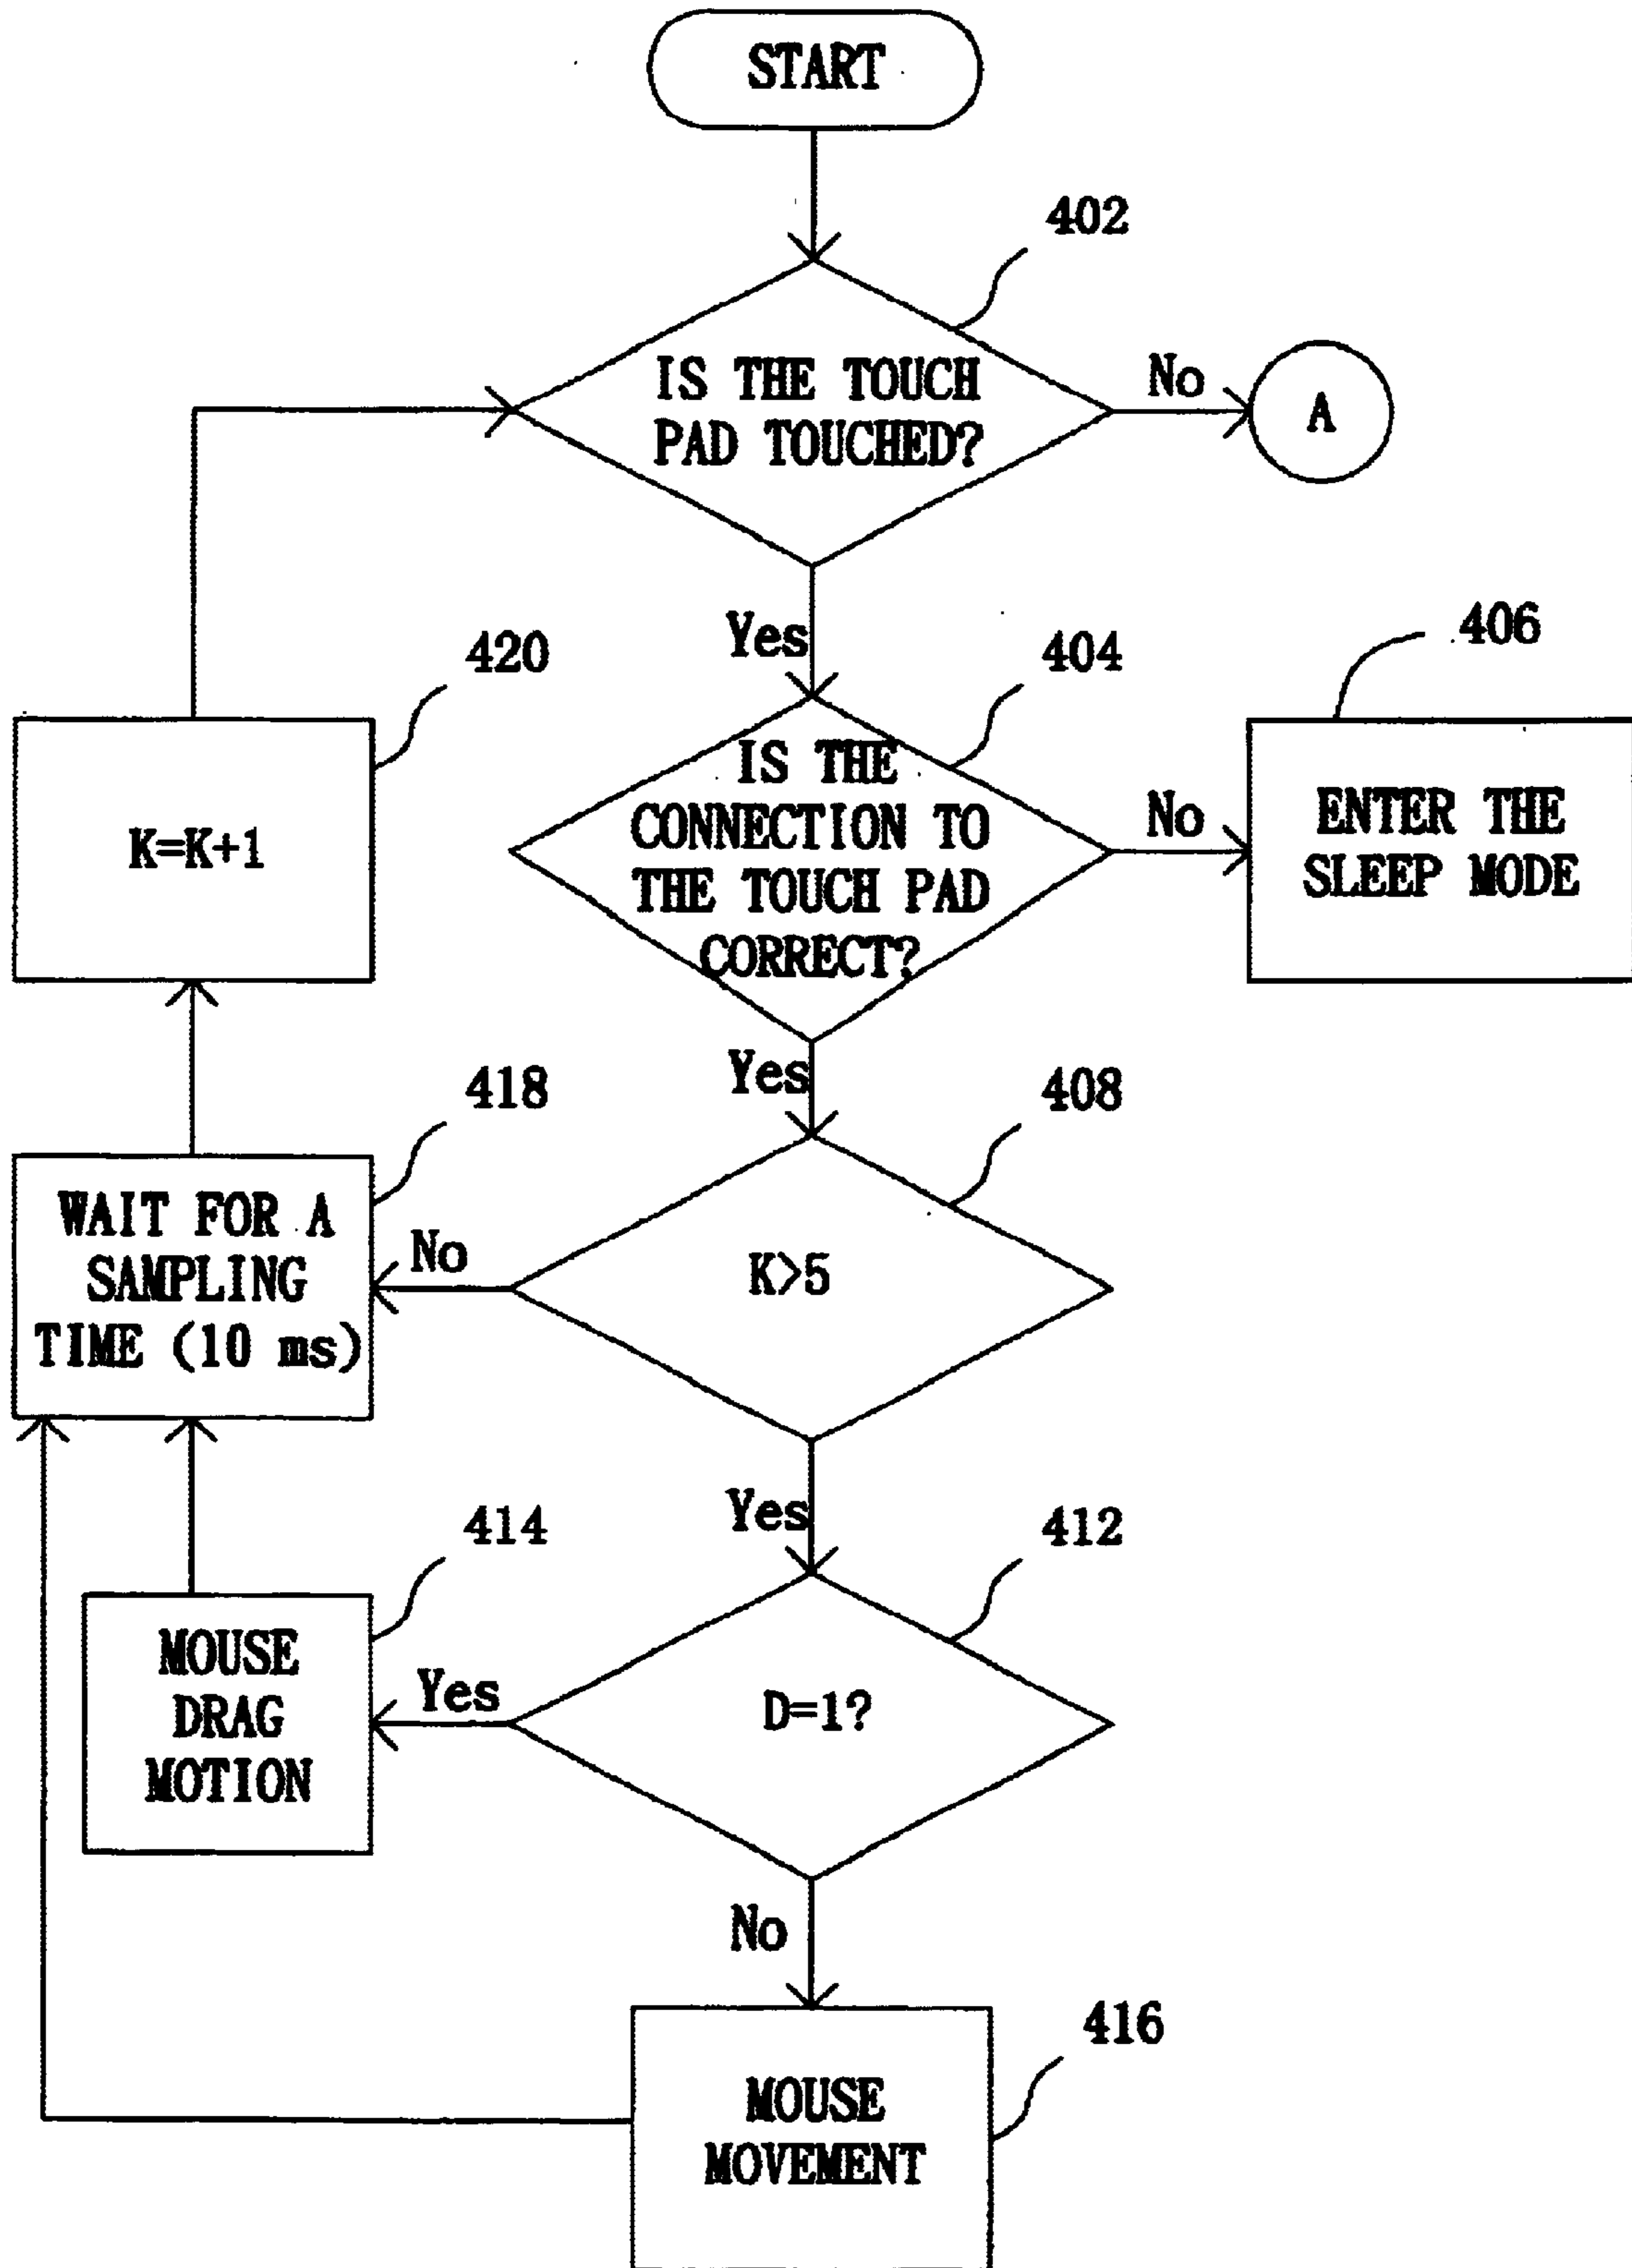 START
402
IS THE TOUCH
PAD TOUCHED?
No
A
Yes
404
IS THE
CONNECTION TO
THE TOUCH PAD
CORRECT?
No
406
ENTER THE
SLEEP MODE
420
K=K+1
Yes
408
K>5
No
418
WAIT FOR A
SAMPLING
TIME (10 ms)
Yes
412
D=1?
Yes
414
MOUSE
DRAG
MOTION
No
416
MOUSE
MOVEMENT